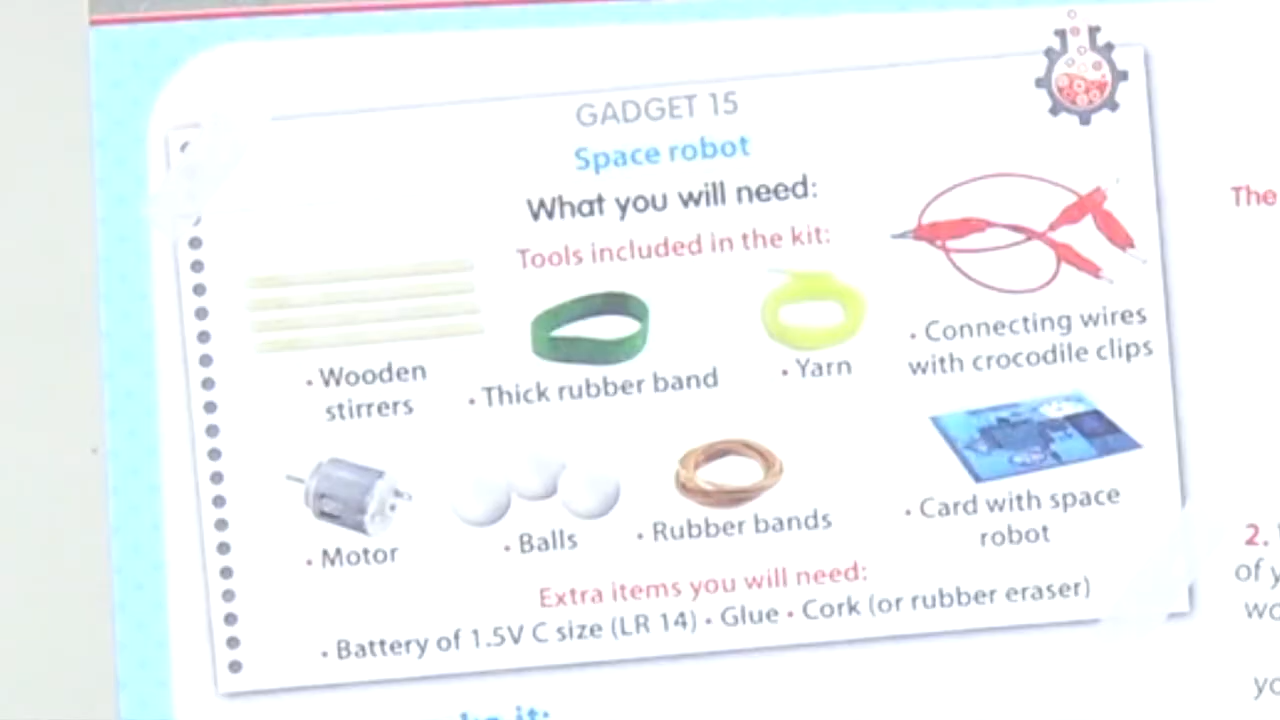 GADGET 15
Space robot
What you will need:
Tools included in the kit:
• Wooden
stirrers
• Thick rubber band
• Yarn
• Connecting wires
with crocodile clips
• Motor
• Balls
• Rubber bands
• Card with space
robot
Extra items you will need:
• Battery of 1.5V C size (LR 14) • Glue • Cork (or rubber eraser)
it:
The
2.
of